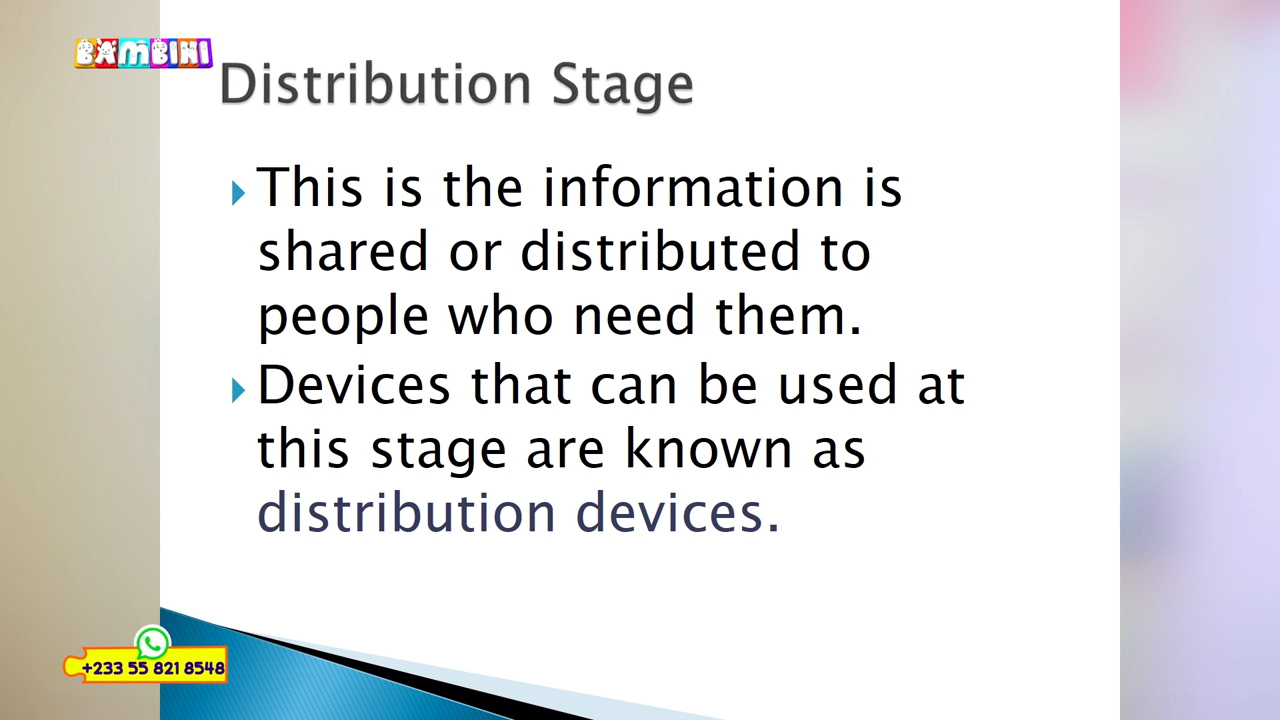 BAMBINI
Distribution Stage
This is the information is
shared or distributed to
people who need them.
Devices that can be used at
this stage are known as
distribution devices.
+233 55 821 8548